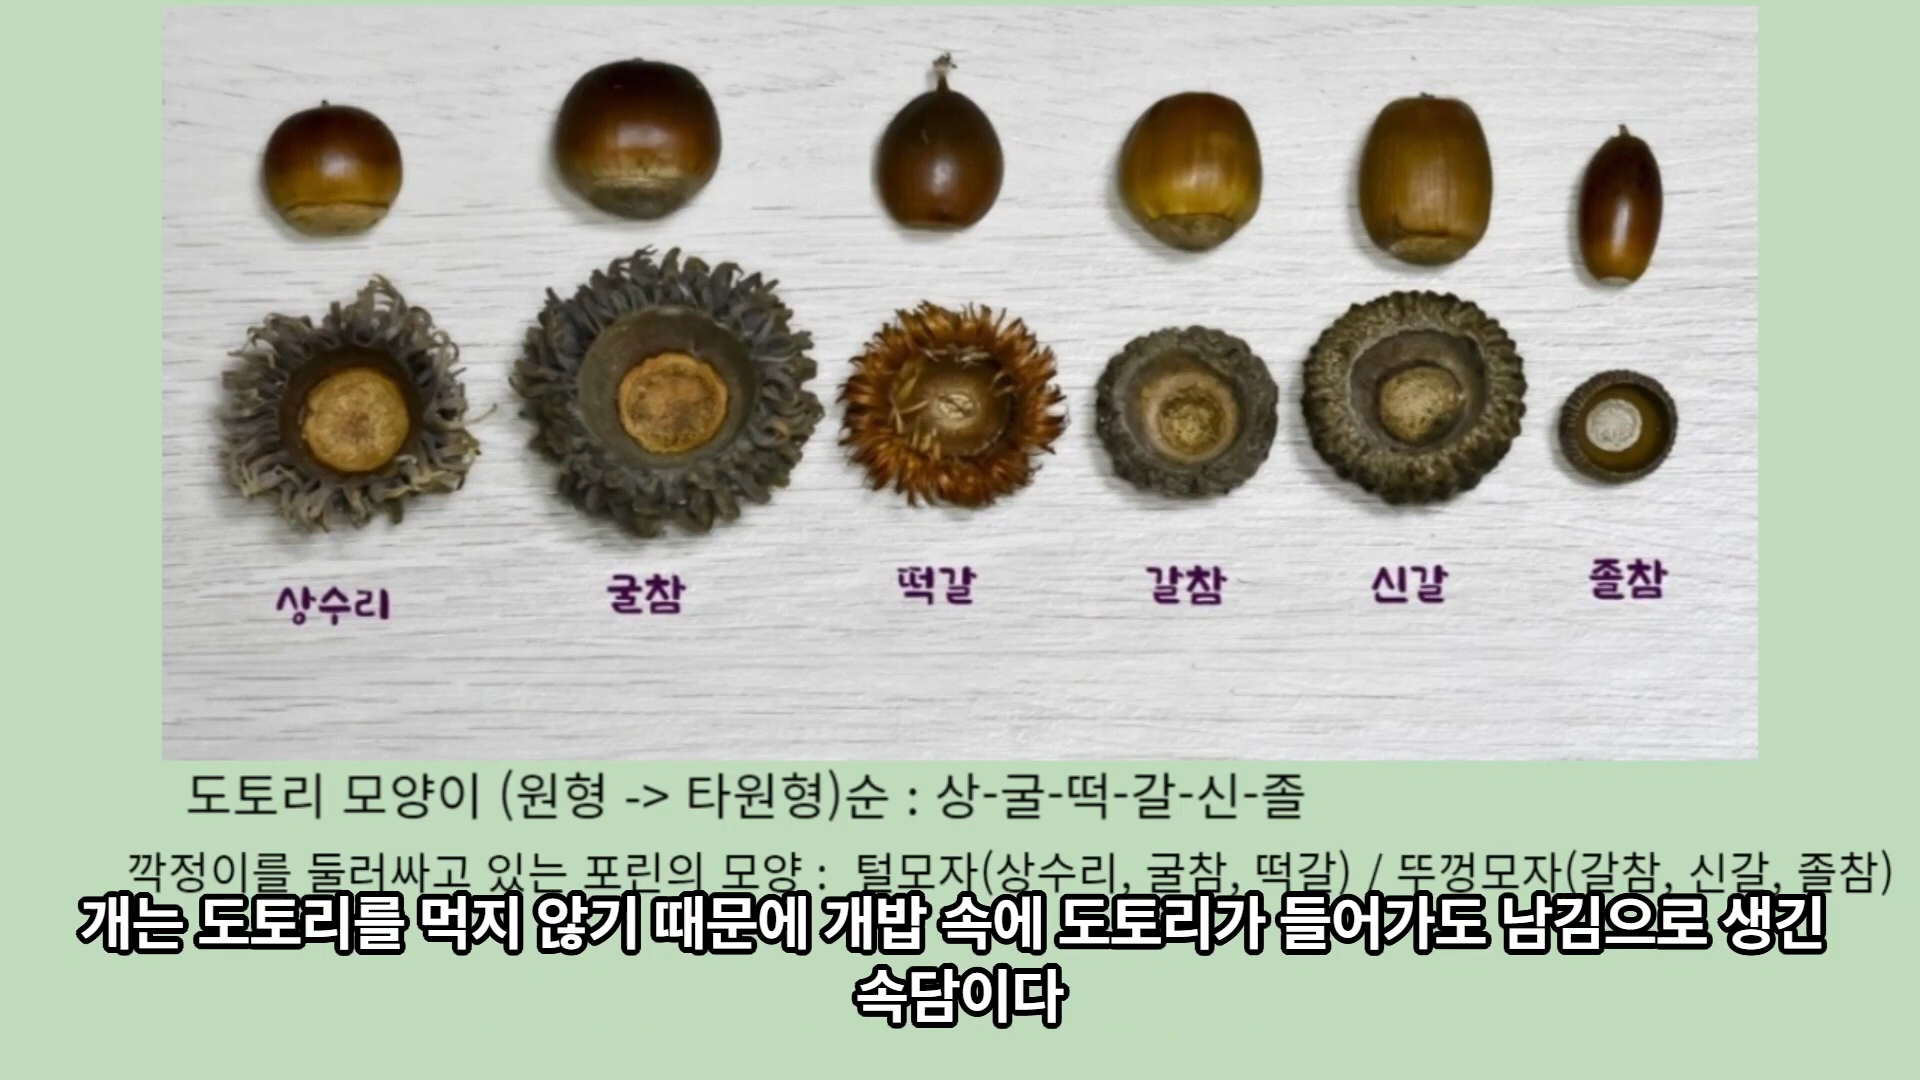 상수리 굴참 떡갈 갈참 신갈 졸참
도토리 모양이 (원형 -> 타원형)순 : 상-굴-떡-갈-신-졸
깍정이를 둘러싸고 있는 포린의 모양 : 털모자(상수리, 굴참, 떡갈) / 뚜껑모자(갈참, 신갈, 졸참)
개는 도토리를 먹지 않기 때문에 개밥 속에 도토리가 들어가도 남김으로 생긴
속담이다